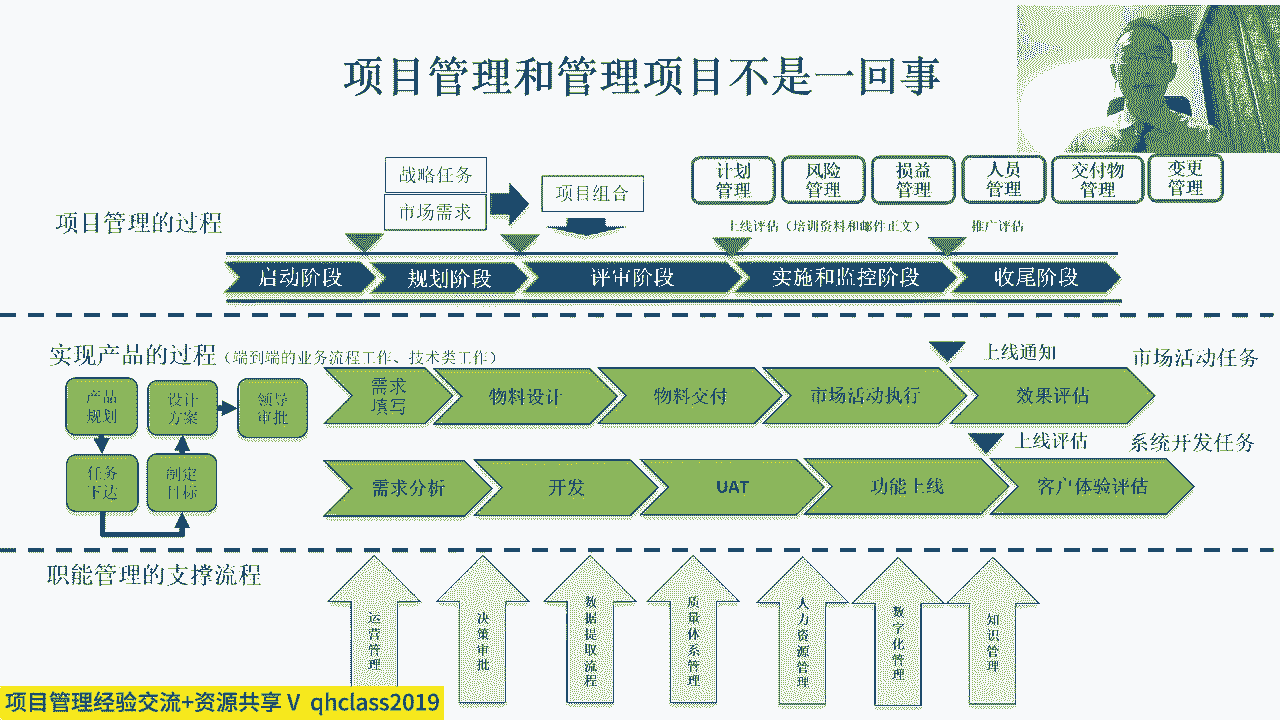 项目管理和管理项目不是一回事
战略任务
市场需求
项目组合
计划
管理
风险
管理
损益
管理
人员
管理
交付物
管理
变更
管理
项目管理的过程
上线评估（培训资料和邮件正文）
推广评估
启动阶段
规划阶段
评审阶段
实施和监控阶段
收尾阶段
实现产品的过程（端到端的业务流程工作、技术类工作）
上线通知
市场活动任务
产品
规划
设计
方案
领导
审批
任务
下达
制定
目标
需求
填写
物料设计
物料交付
市场活动执行
效果评估
上线评估
系统开发任务
需求分析
开发
UAT
功能上线
客户体验评估
职能管理的支撑流程
运营管理
决策审批
数据提取流程
质量体系管理
人力资源管理
数字化管理
知识管理
项目管理经验交流+资源共享 V qhclass2019